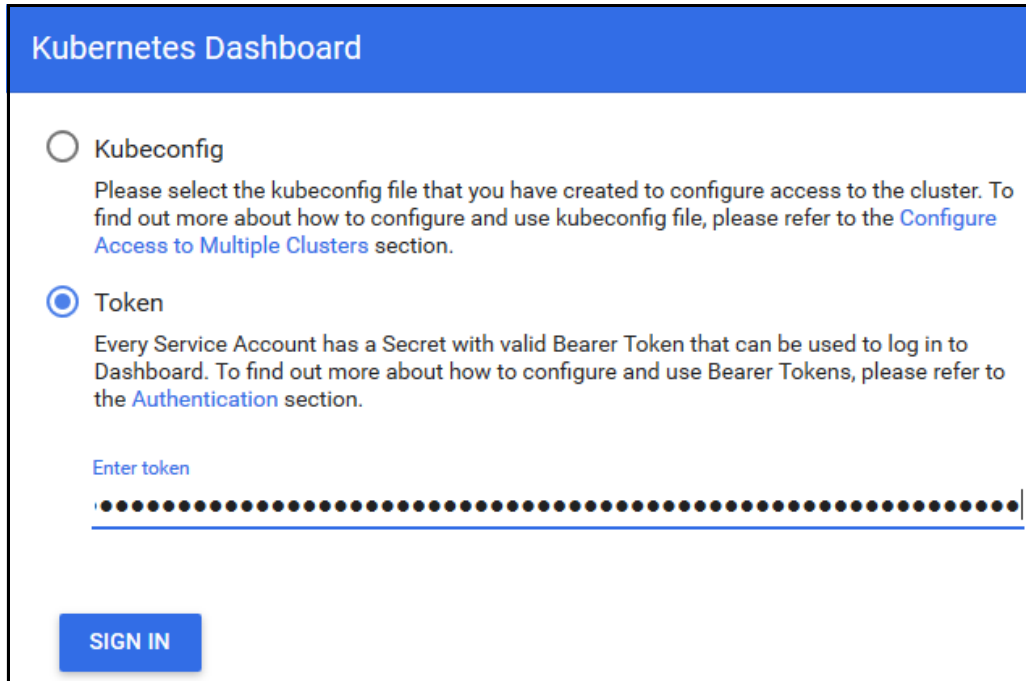 Kubernetes Dashboard
Kubeconfig
Please select the kubeconfig file that you have created to configure access to the cluster. To
find out more about how to configure and use kubeconfig file, please refer to the Configure
Access to Multiple Clusters section.
Token
Every Service Account has a Secret with valid Bearer Token that can be used to log in to
Dashboard. To find out more about how to configure and use Bearer Tokens, please refer to
the Authentication section.
Enter token
SIGN IN